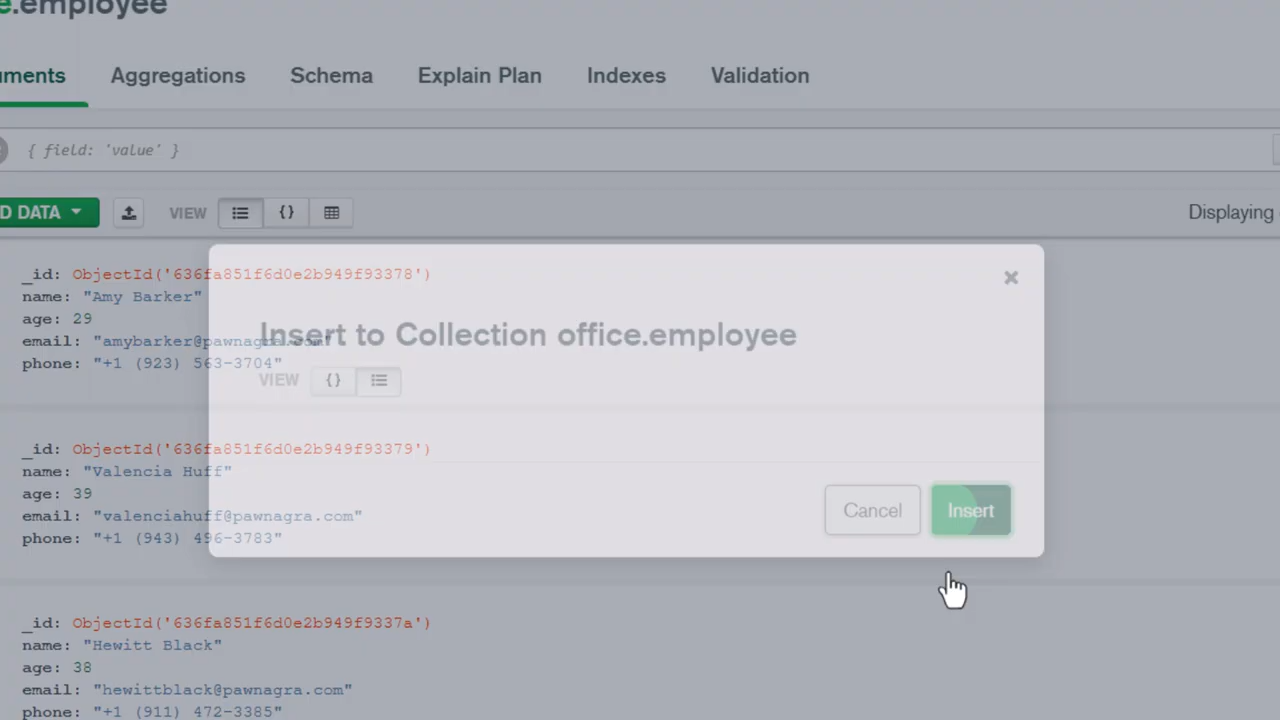 e.employee
uments Aggregations Schema Explain Plan Indexes Validation
{ field: 'value' }
D DATA VIEW {} Displaying
_id: ObjectId('636fa851f6d0e2b949f93378')
name: "Amy Barker"
age: 29
email: "amybarker@pawnagra.com"
phone: "+1 (923) 563-3704"
Insert to Collection office.employee
VIEW {}
_id: ObjectId('636fa851f6d0e2b949f93379')
name: "Valencia Huff"
age: 39
email: "valenciahuff@pawnagra.com"
phone: "+1 (943) 496-3783"
Cancel Insert
_id: ObjectId('636fa851f6d0e2b949f9337a')
name: "Hewitt Black"
age: 38
email: "hewittblack@pawnagra.com"
phone: "+1 (911) 472-3385"